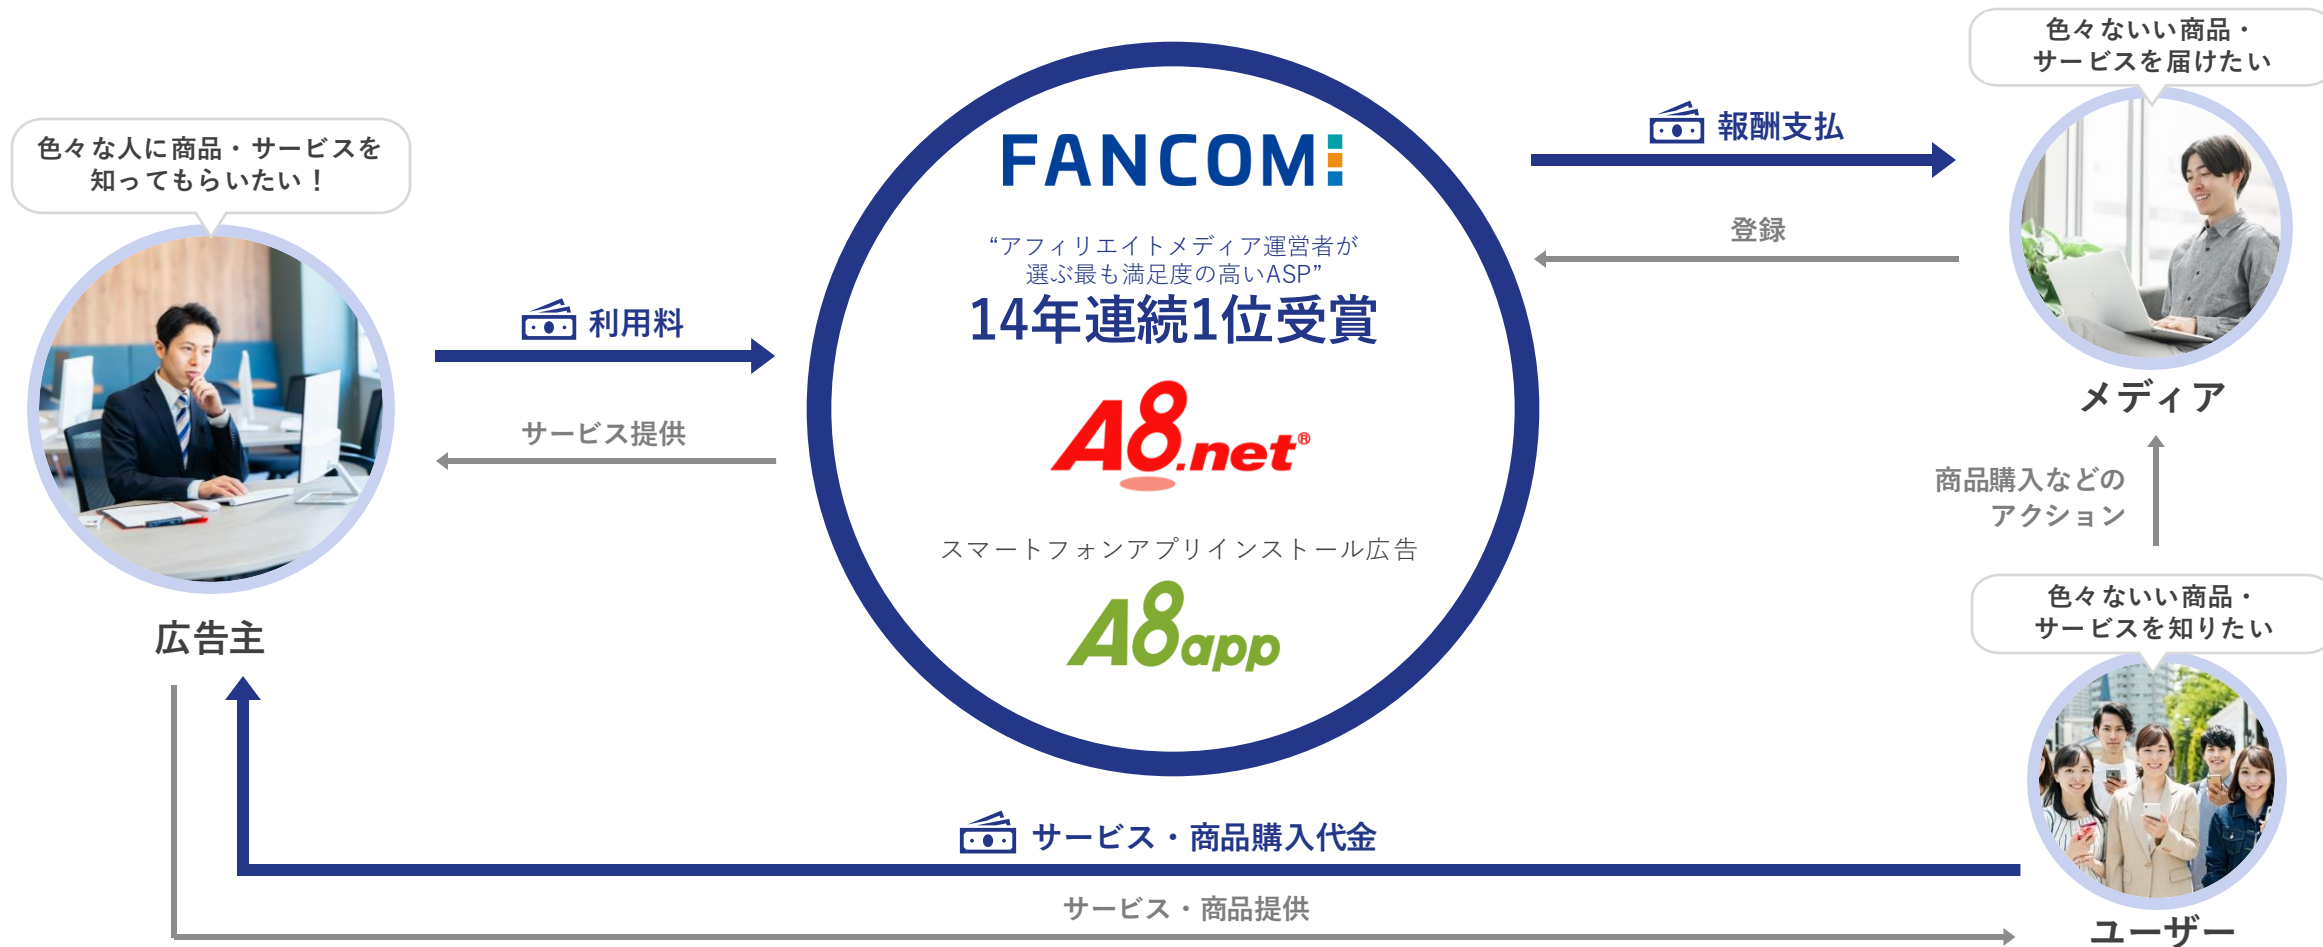 色々な人に商品・サービスを
知ってもらいたい！
広告主
利用料
サービス提供
FANCOMI
“アフィリエイトメディア運営者が
選ぶ最も満足度の高いASP”
14年連続1位受賞
A8.net®
スマートフォンアプリインストール広告
A8app
報酬支払
登録
色々ないい商品・
サービスを届けたい
メディア
商品購入などの
アクション
色々ないい商品・
サービスを知りたい
ユーザー
サービス・商品購入代金
サービス・商品提供